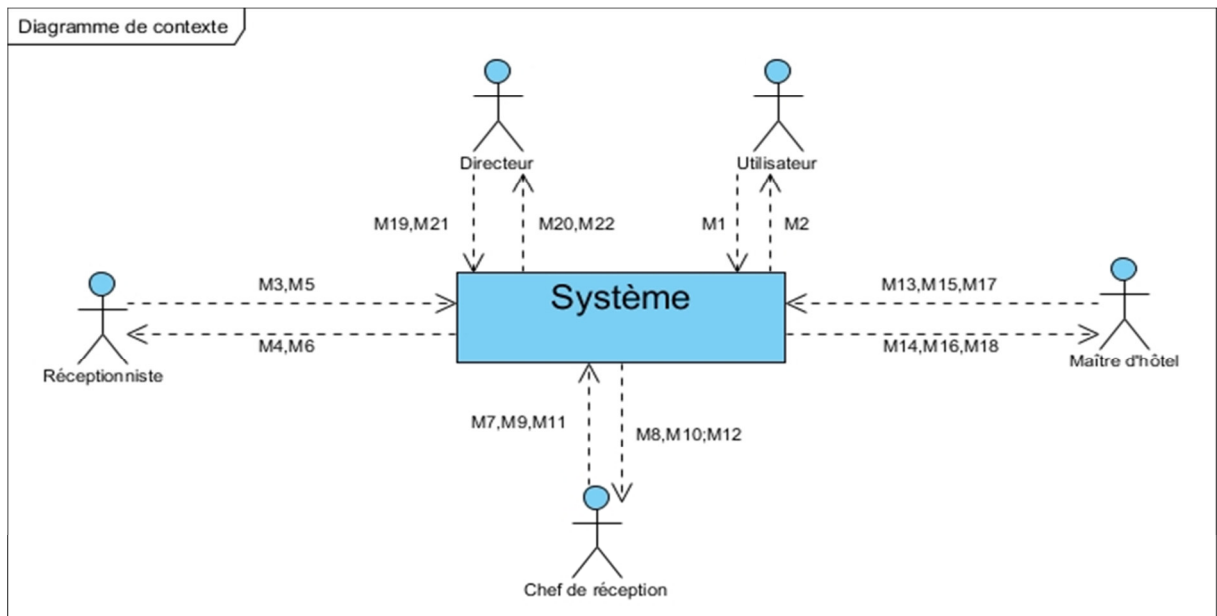 Diagramme de contexte
Directeur
Utilisateur
M19,M21
M20,M22
M1
M2
Système
M3,M5
M4,M6
Réceptionniste
M13,M15,M17
M14,M16,M18
Maître d'hôtel
M7,M9,M11
M8,M10;M12
Chef de réception